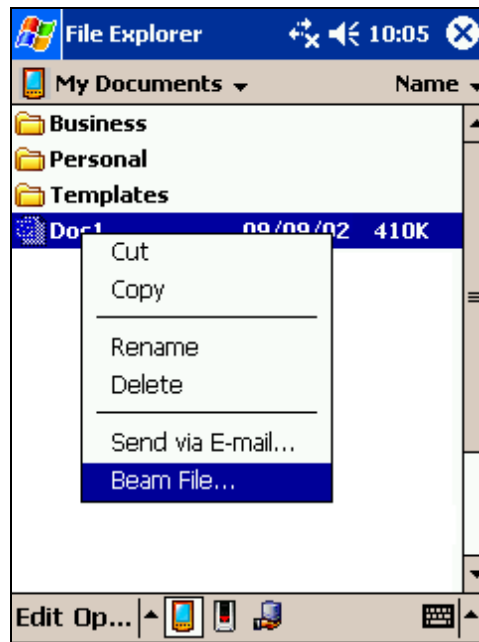 File Explorer 10:05
My Documents Name
Business
Personal
Templates
Doc1 09/09/02 410K
Cut
Copy
Rename
Delete
Send via E-mail...
Beam File...
Edit Op...